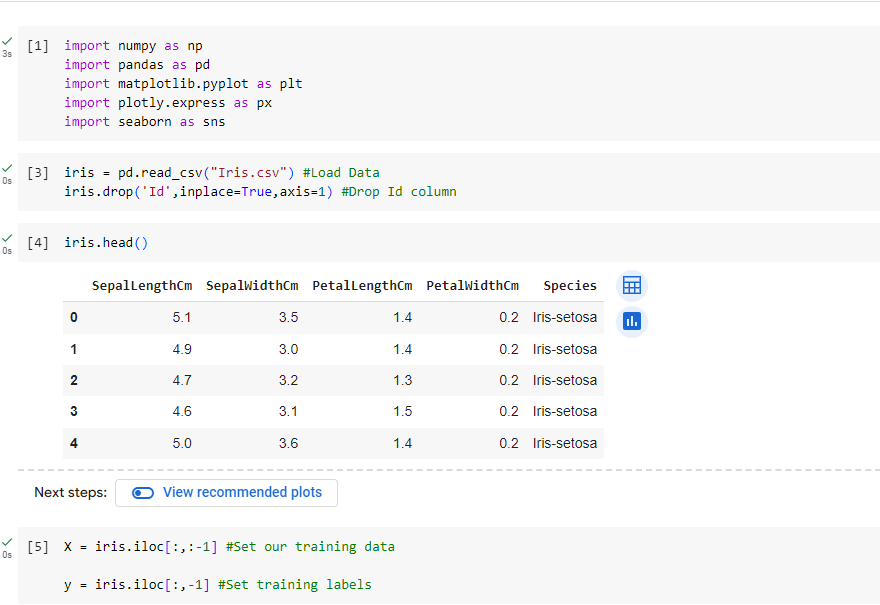 3s
[1] import numpy as np
import pandas as pd
import matplotlib.pyplot as plt
import plotly.express as px
import seaborn as sns
0s
[3] iris = pd.read_csv("Iris.csv") #Load Data
iris.drop('Id',inplace=True,axis=1) #Drop Id column
0s
[4] iris.head()
SepalLengthCm SepalWidthCm PetalLengthCm PetalWidthCm Species
0 5.1 3.5 1.4 0.2 Iris-setosa
1 4.9 3.0 1.4 0.2 Iris-setosa
2 4.7 3.2 1.3 0.2 Iris-setosa
3 4.6 3.1 1.5 0.2 Iris-setosa
4 5.0 3.6 1.4 0.2 Iris-setosa
Next steps: View recommended plots
0s
[5] X = iris.iloc[:,:-1] #Set our training data
y = iris.iloc[:,-1] #Set training labels